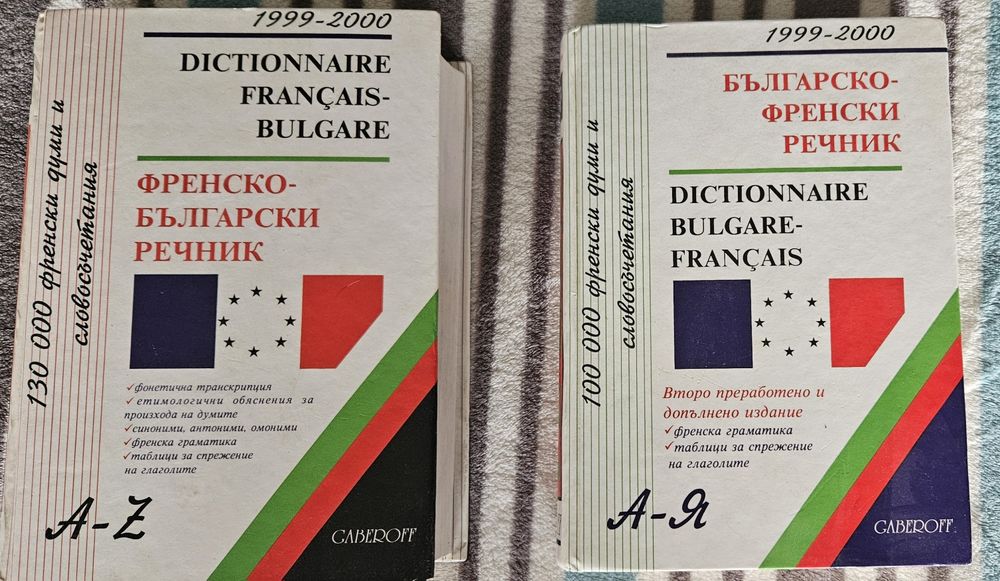 1999-2000
DICTIONNAIRE
FRANÇAIS-
BULGARE
ФРЕНСКО-
БЪЛГАРСКИ
РЕЧНИК
130 000 френски думи и
словосъчетания
✓фонетична транскрипция
✓етимологични обяснения за
произхода на думите
✓синоними, антоними, омоними
✓френска граматика
✓таблици за спрежение
на глаголите
A-Z
GABEROFF
1999-2000
БЪЛГАРСКО-
ФРЕНСКИ
РЕЧНИК
DICTIONNAIRE
BULGARE-
FRANÇAIS
100 000 френски думи и
словосъчетания
Второ преработено и
допълнено издание
✓френска граматика
✓таблици за спрежение
на глаголите
А-Я
GABEROFF